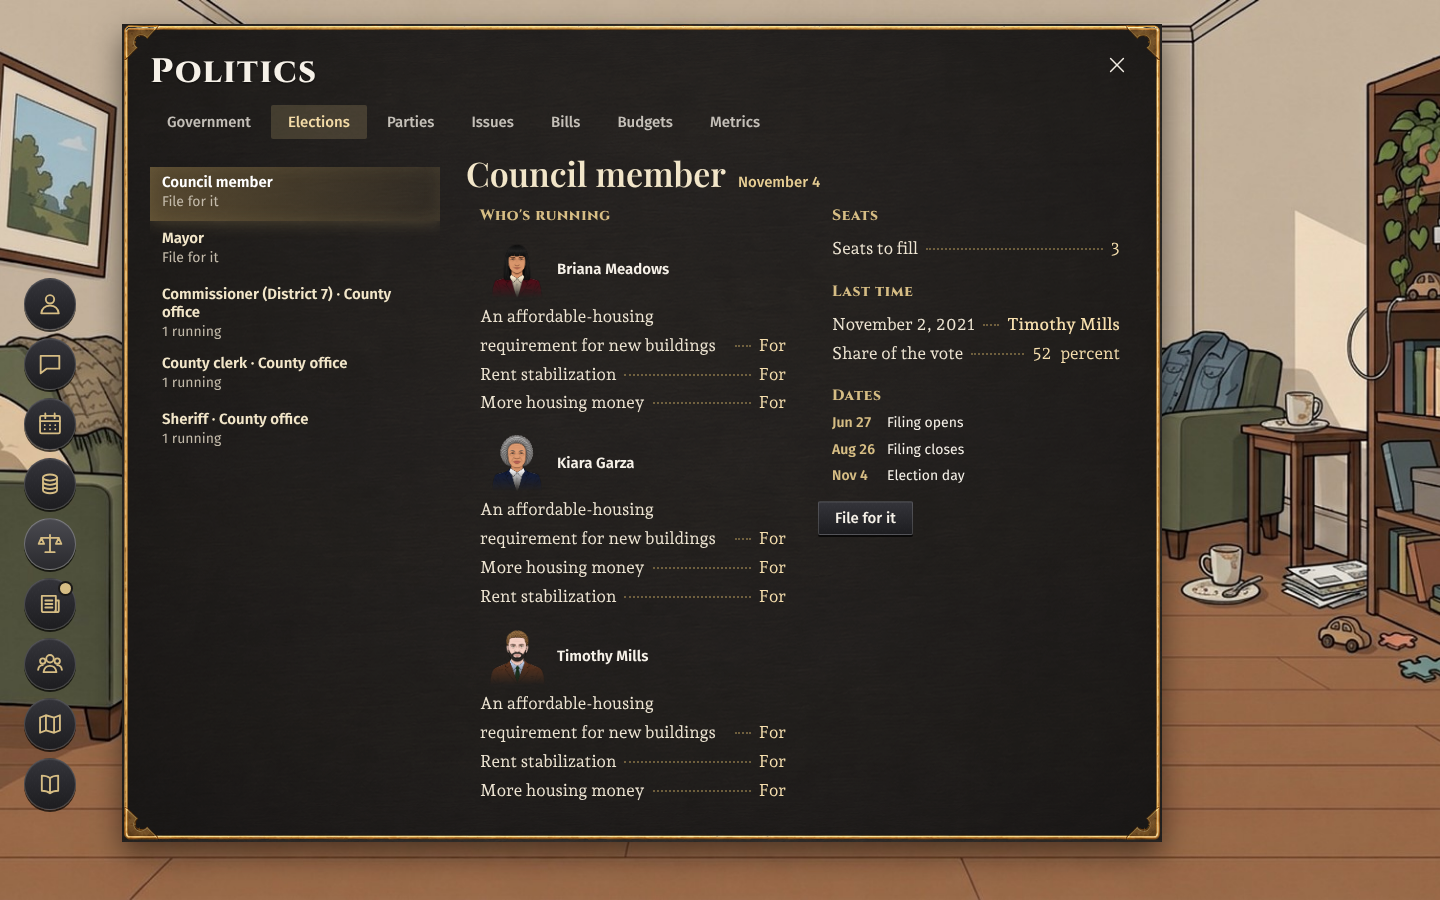 Politics
Government
Elections
Parties
Issues
Bills
Budgets
Metrics
Council member
File for it
Mayor
File for it
Commissioner (District 7) · County
office
1 running
County clerk · County office
1 running
Sheriff · County office
1 running
Council member November 4
Who's running
Briana Meadows
An affordable-housing
requirement for new buildings For
Rent stabilization For
More housing money For
Kiara Garza
An affordable-housing
requirement for new buildings For
More housing money For
Rent stabilization For
Timothy Mills
An affordable-housing
requirement for new buildings For
Rent stabilization For
More housing money For
Seats
Seats to fill 3
Last time
November 2, 2021 Timothy Mills
Share of the vote 52 percent
Dates
Jun 27 Filing opens
Aug 26 Filing closes
Nov 4 Election day
File for it